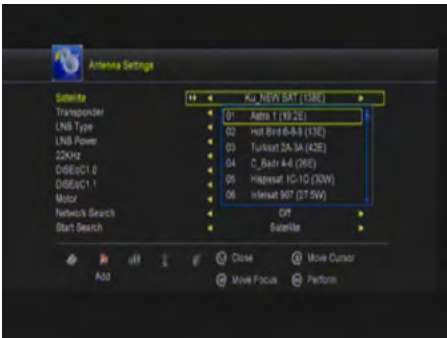 Antenna Settings
Satellite
Ku_NEW SAT (138E)
Transponder
LNB Type
LNB Power
22KHz
DiSEqC1.0
DiSEqC1.1
Motor
Network Search
Off
Start Search
Satellite
01 Astra 1 (19.2E)
02 Hot Bird 6-8-9 (13E)
03 Turksat 2A-3A (42E)
04 C_Badr 4-6 (26E)
05 Hispasat 1C-1D (30W)
06 Intelsat 907 (27.5W)
Add
Close
Move Cursor
Move Focus
Perform